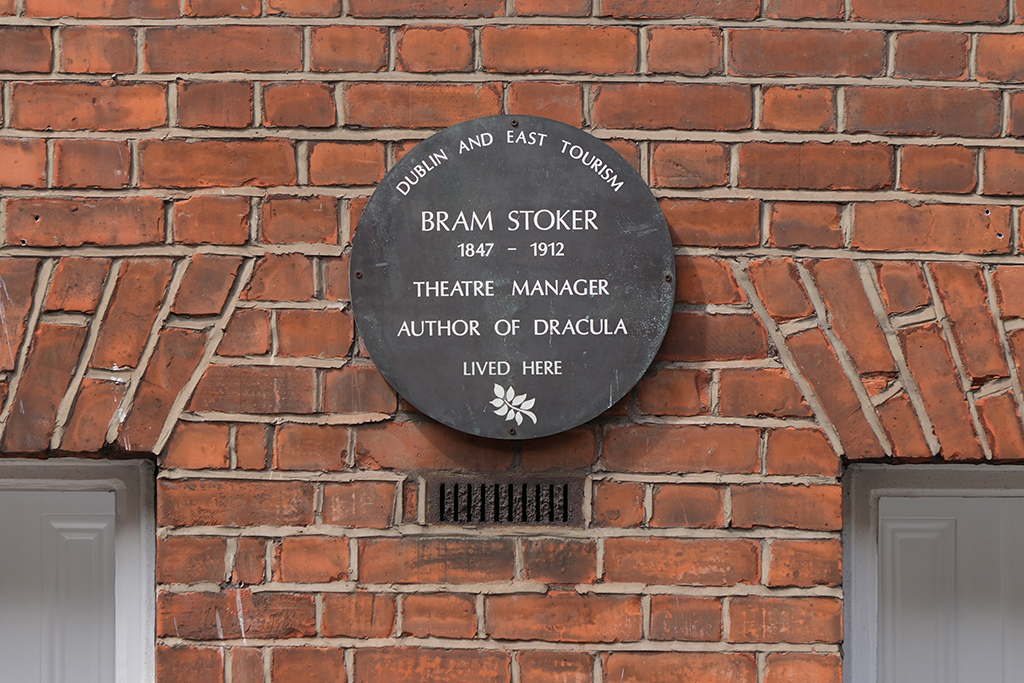 DUBLIN AND EAST TOURISM
BRAM STOKER
1847 – 1912
THEATRE MANAGER
AUTHOR OF DRACULA
LIVED HERE